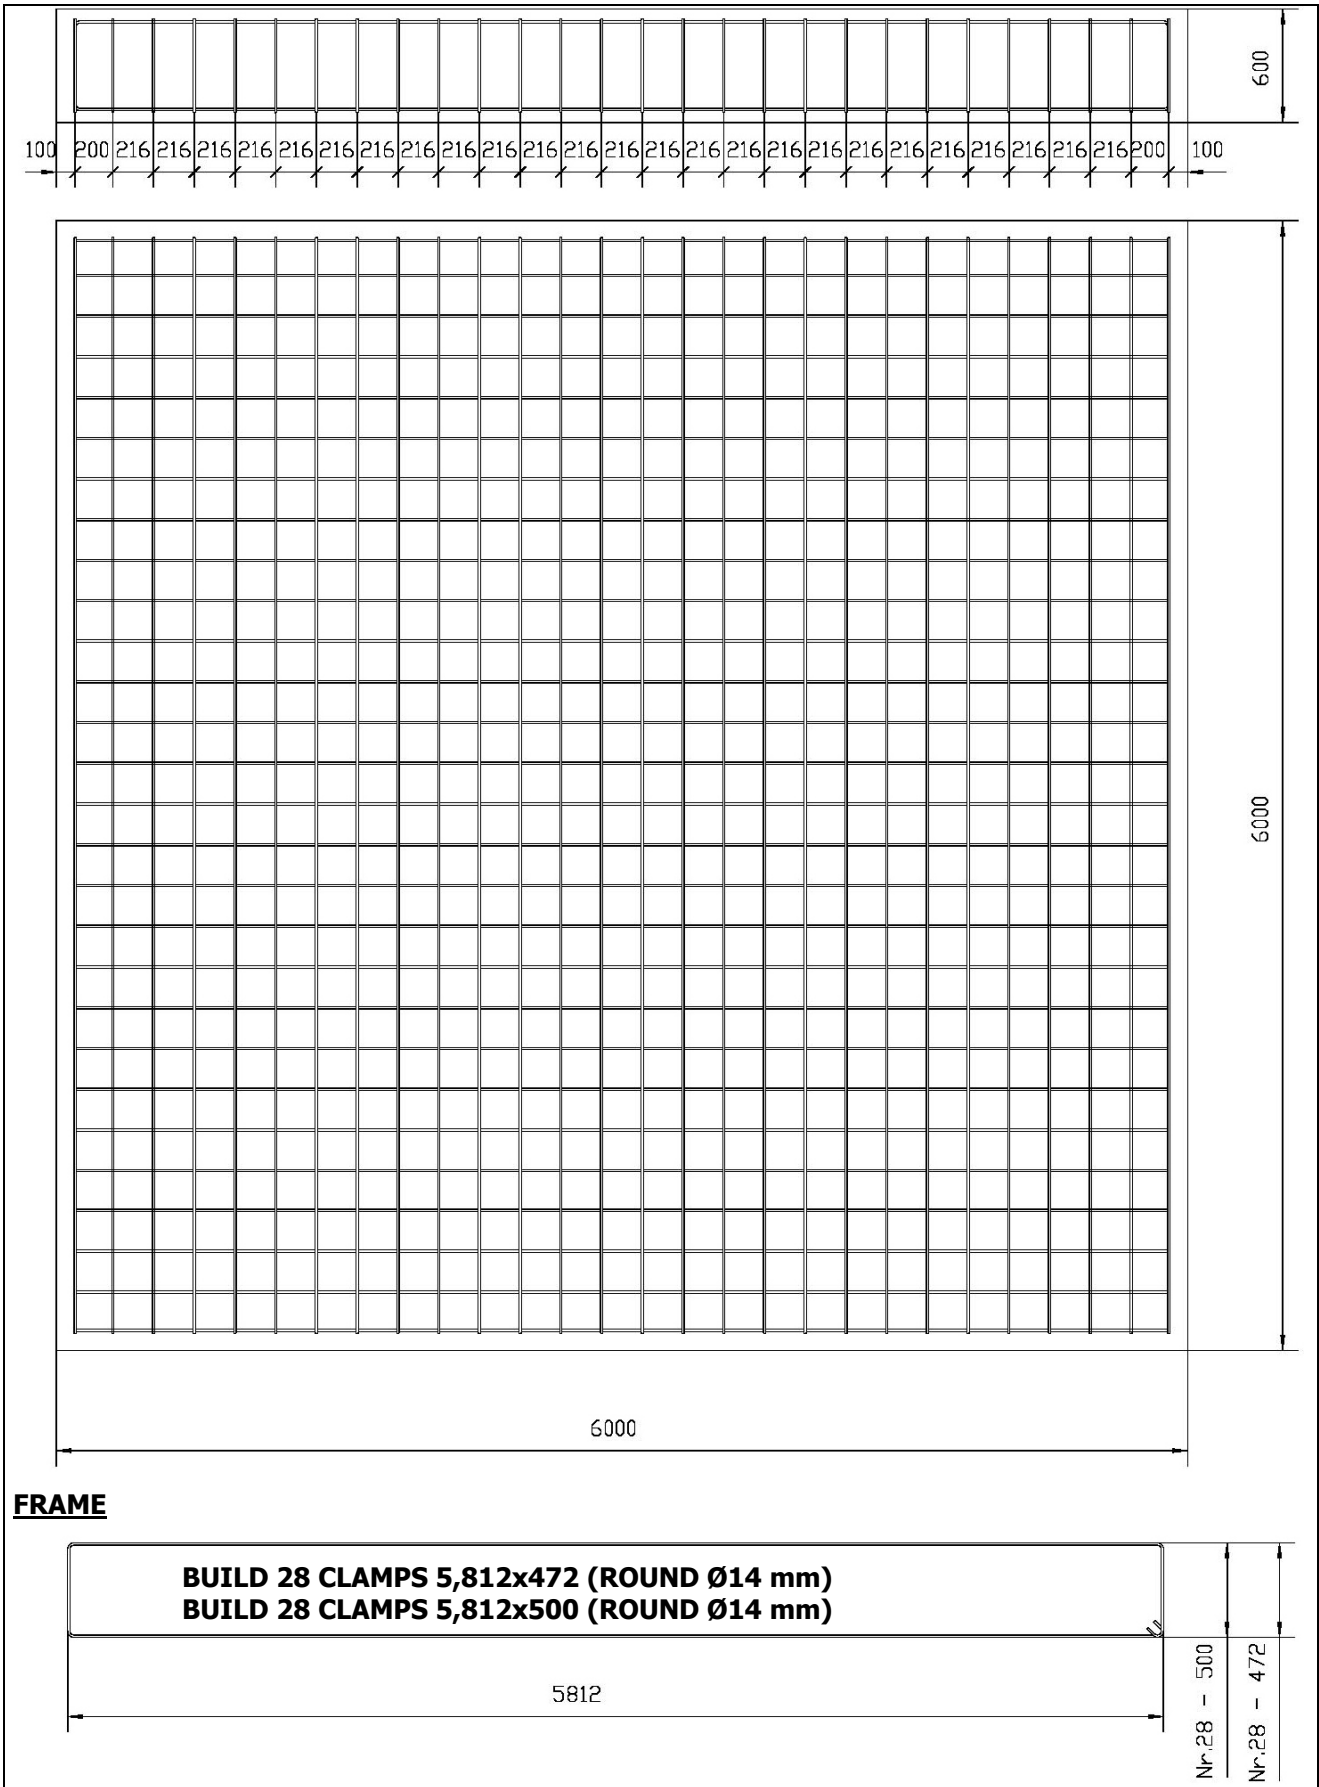 600
100 200 216 216 216 216 216 216 216 216 216 216 216 216 216 216 216 216 216 216 216 216 216 216 216 216 216 200 100
6000
6000
FRAME
BUILD 28 CLAMPS 5,812x472 (ROUND Ø14 mm)
BUILD 28 CLAMPS 5,812x500 (ROUND Ø14 mm)
5812
Nr.28 - 500
Nr.28 - 472